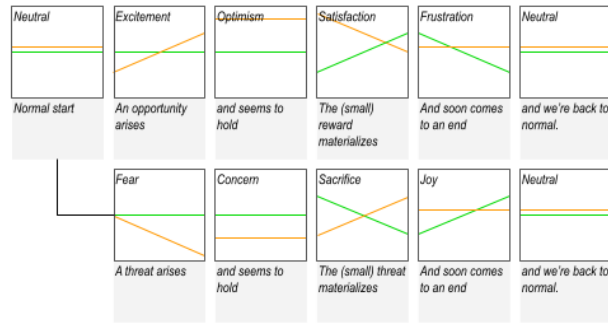 Neutral
Excitement
Optimism
Satisfaction
Frustration
Neutral
Normal start
An opportunity
arises
and seems to
hold
The (small)
reward
materializes
And soon comes
to an end
and we're back to
normal.
Fear
Concern
Sacrifice
Joy
Neutral
A threat arises
and seems to
hold
The (small) threat
materializes
And soon comes
to an end
and we're back to
normal.